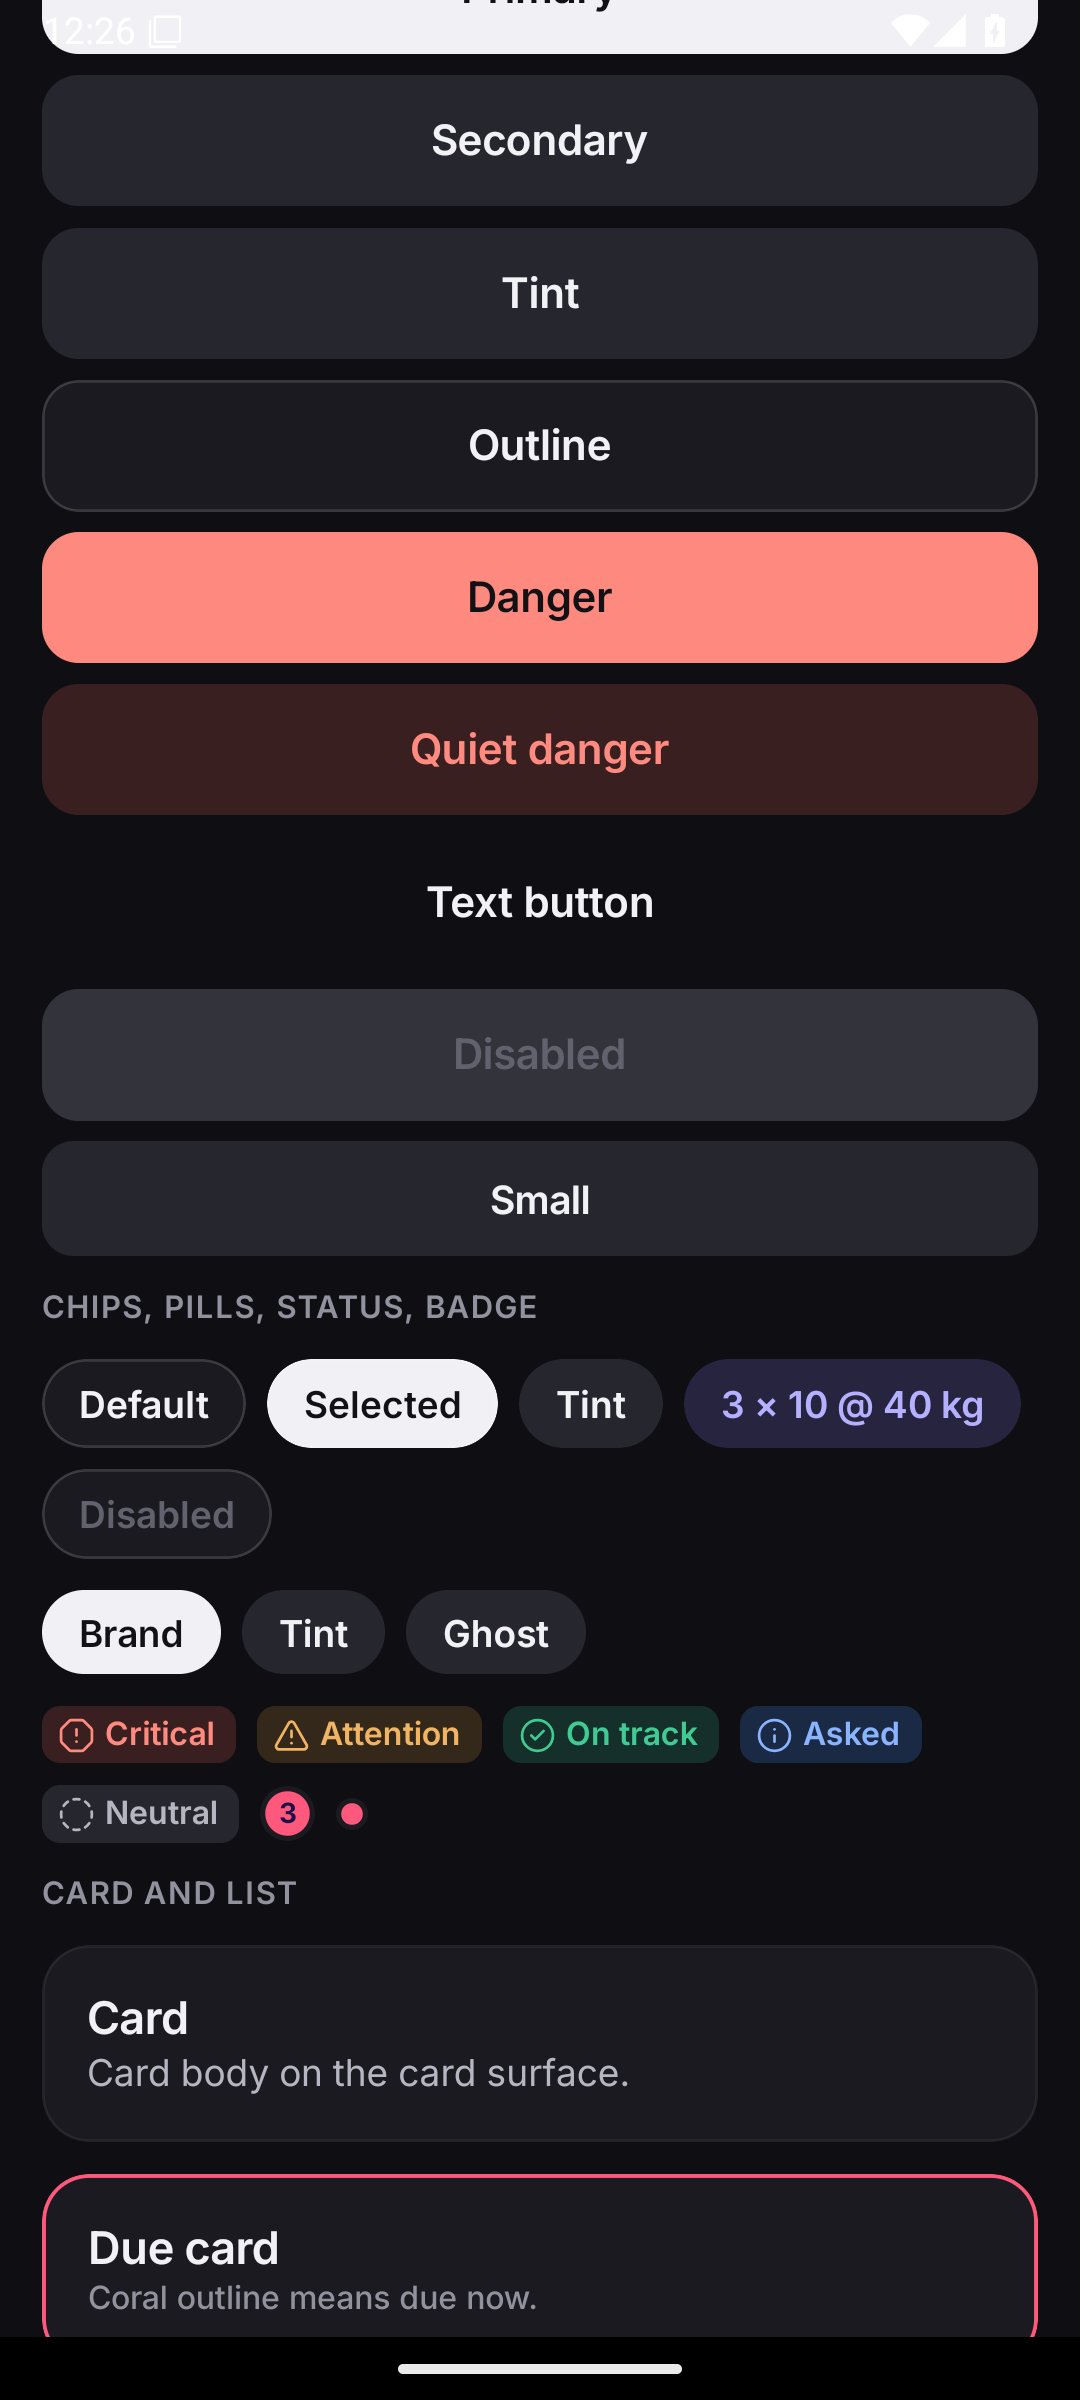 Primary
12:26
Secondary
Tint
Outline
Danger
Quiet danger
Text button
Disabled
Small
CHIPS, PILLS, STATUS, BADGE
Default Selected Tint 3 × 10 @ 40 kg
Disabled
Brand Tint Ghost
Critical Attention On track Asked
Neutral 3
CARD AND LIST
Card
Card body on the card surface.
Due card
Coral outline means due now.